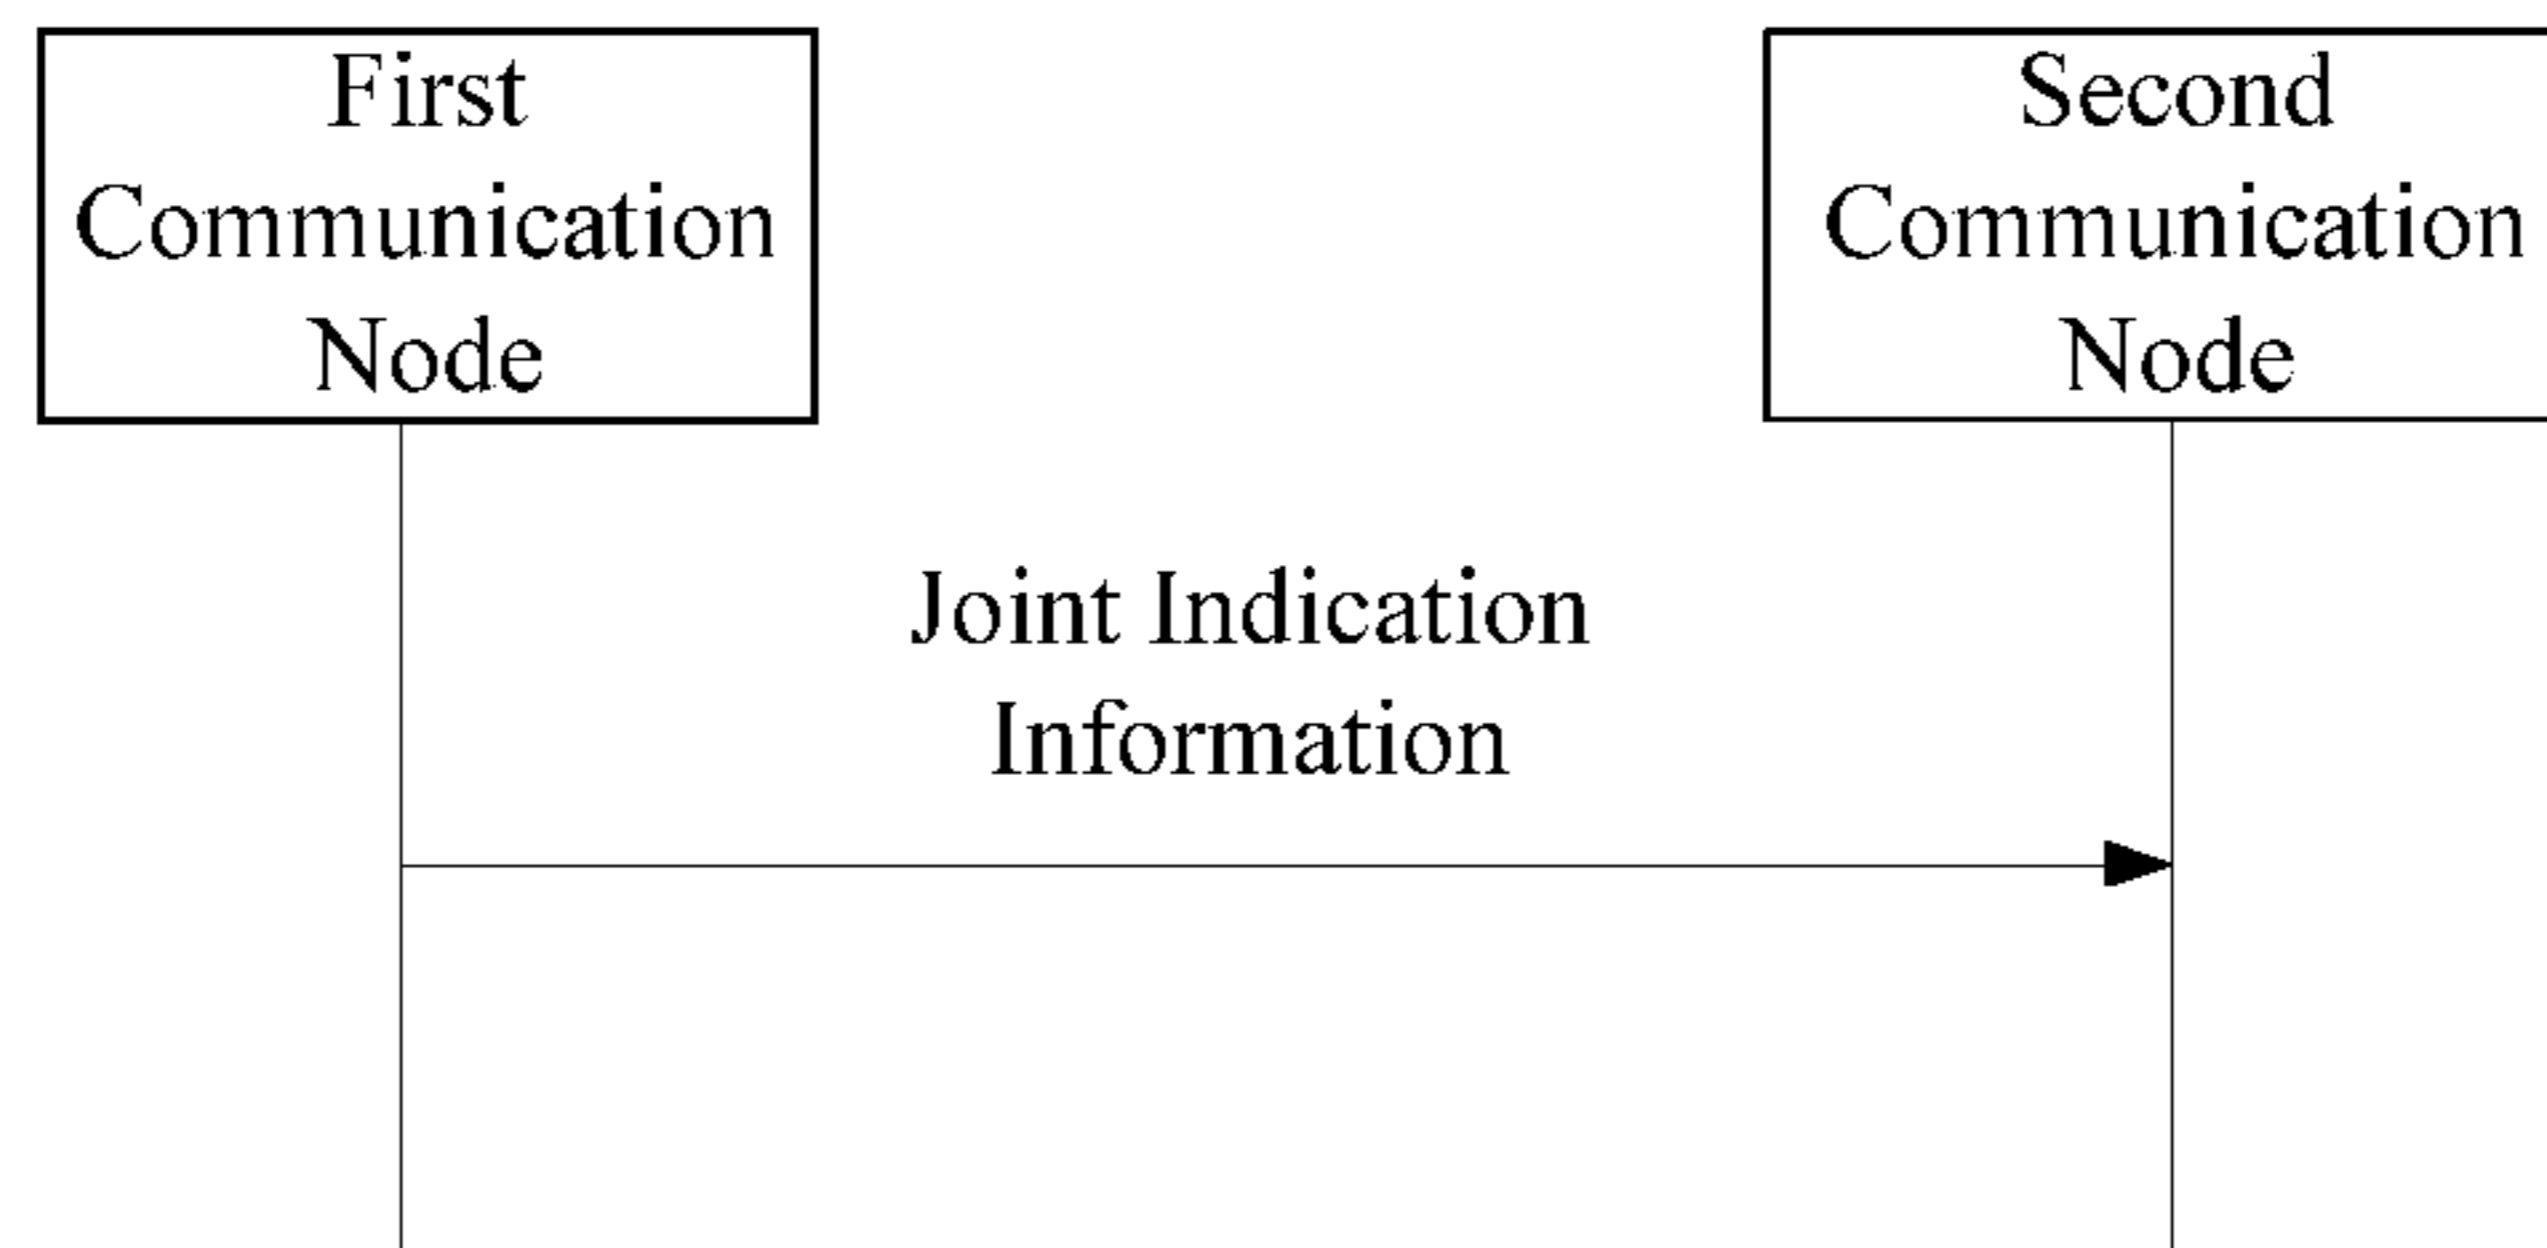 First
Communication
Node
Second
Communication
Node
Joint Indication
Information